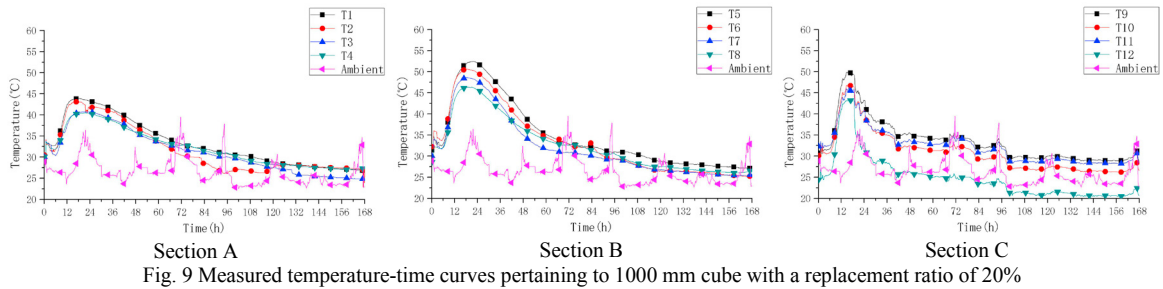 T1
T2
T3
T4
Ambient
60
55
50
45
40
35
30
25
20
Temperature(℃)
0 12 24 36 48 60 72 84 96 108 120 132 144 156 168
Time(h)
Section A
T5
T6
T7
T8
Ambient
60
55
50
45
40
35
30
25
20
Temperature(℃)
0 12 24 36 48 60 72 84 96 108 120 132 144 156 168
Time(h)
Section B
T9
T10
T11
T12
Ambient
60
55
50
45
40
35
30
25
20
Temperature(℃)
0 12 24 36 48 60 72 84 96 108 120 132 144 156 168
Time(h)
Section C
Fig. 9 Measured temperature-time curves pertaining to 1000 mm cube with a replacement ratio of 20%